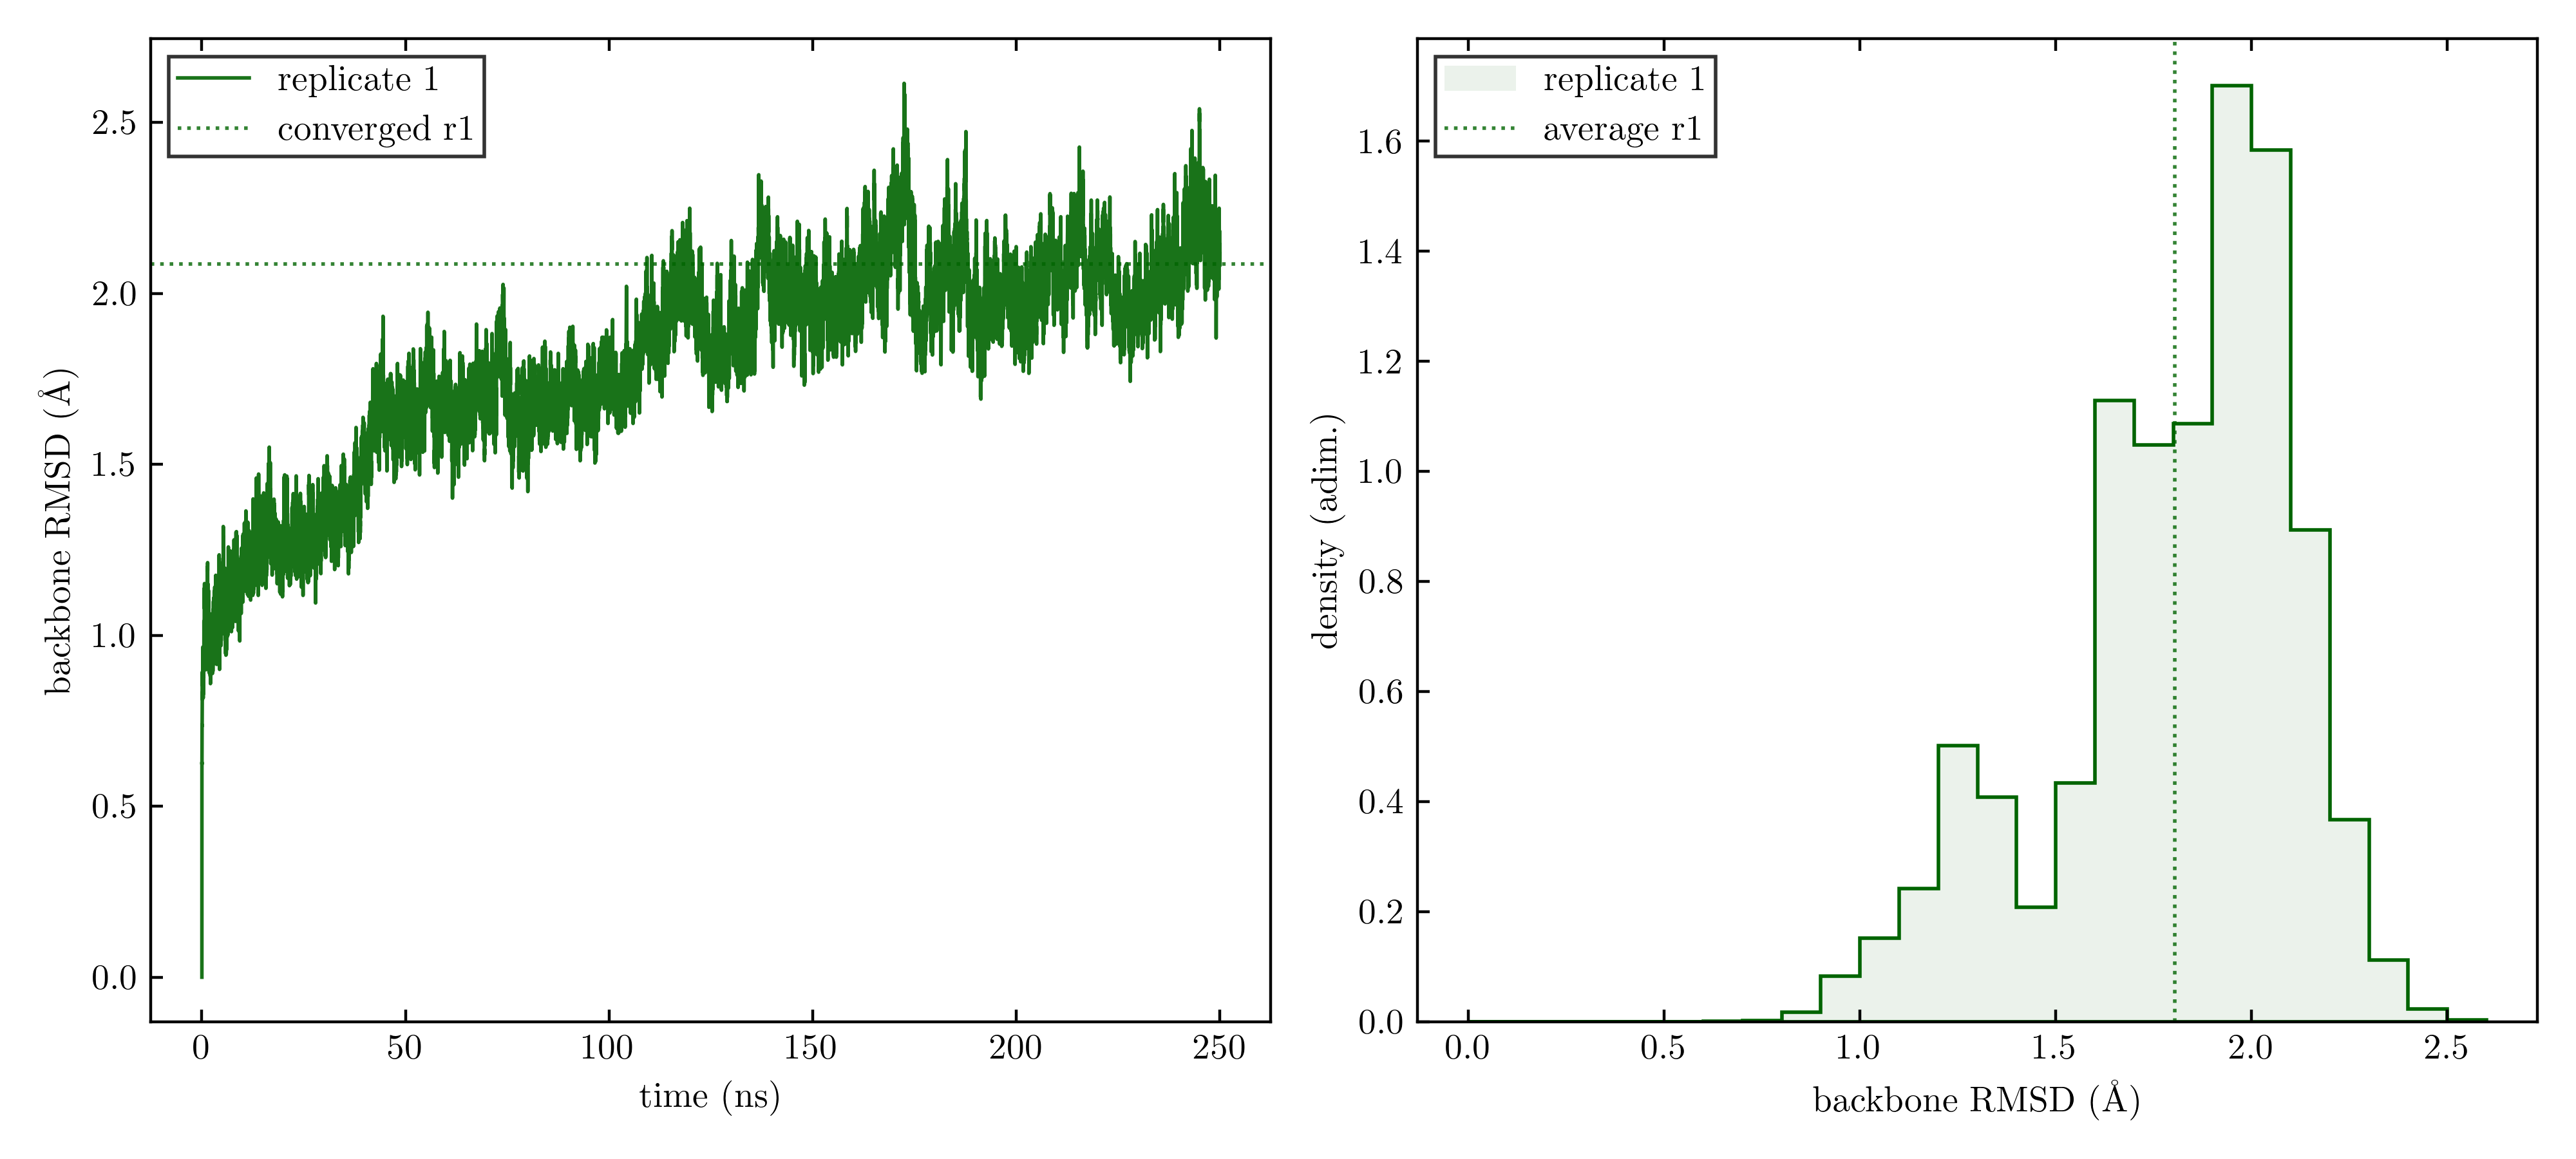 replicate 1
converged r1
2.5
2.0
1.5
1.0
0.5
0.0
backbone RMSD (Å)
0 50 100 150 200 250
time (ns)
replicate 1
average r1
1.6
1.4
1.2
1.0
0.8
0.6
0.4
0.2
0.0
density (adim.)
0.0 0.5 1.0 1.5 2.0 2.5
backbone RMSD (Å)